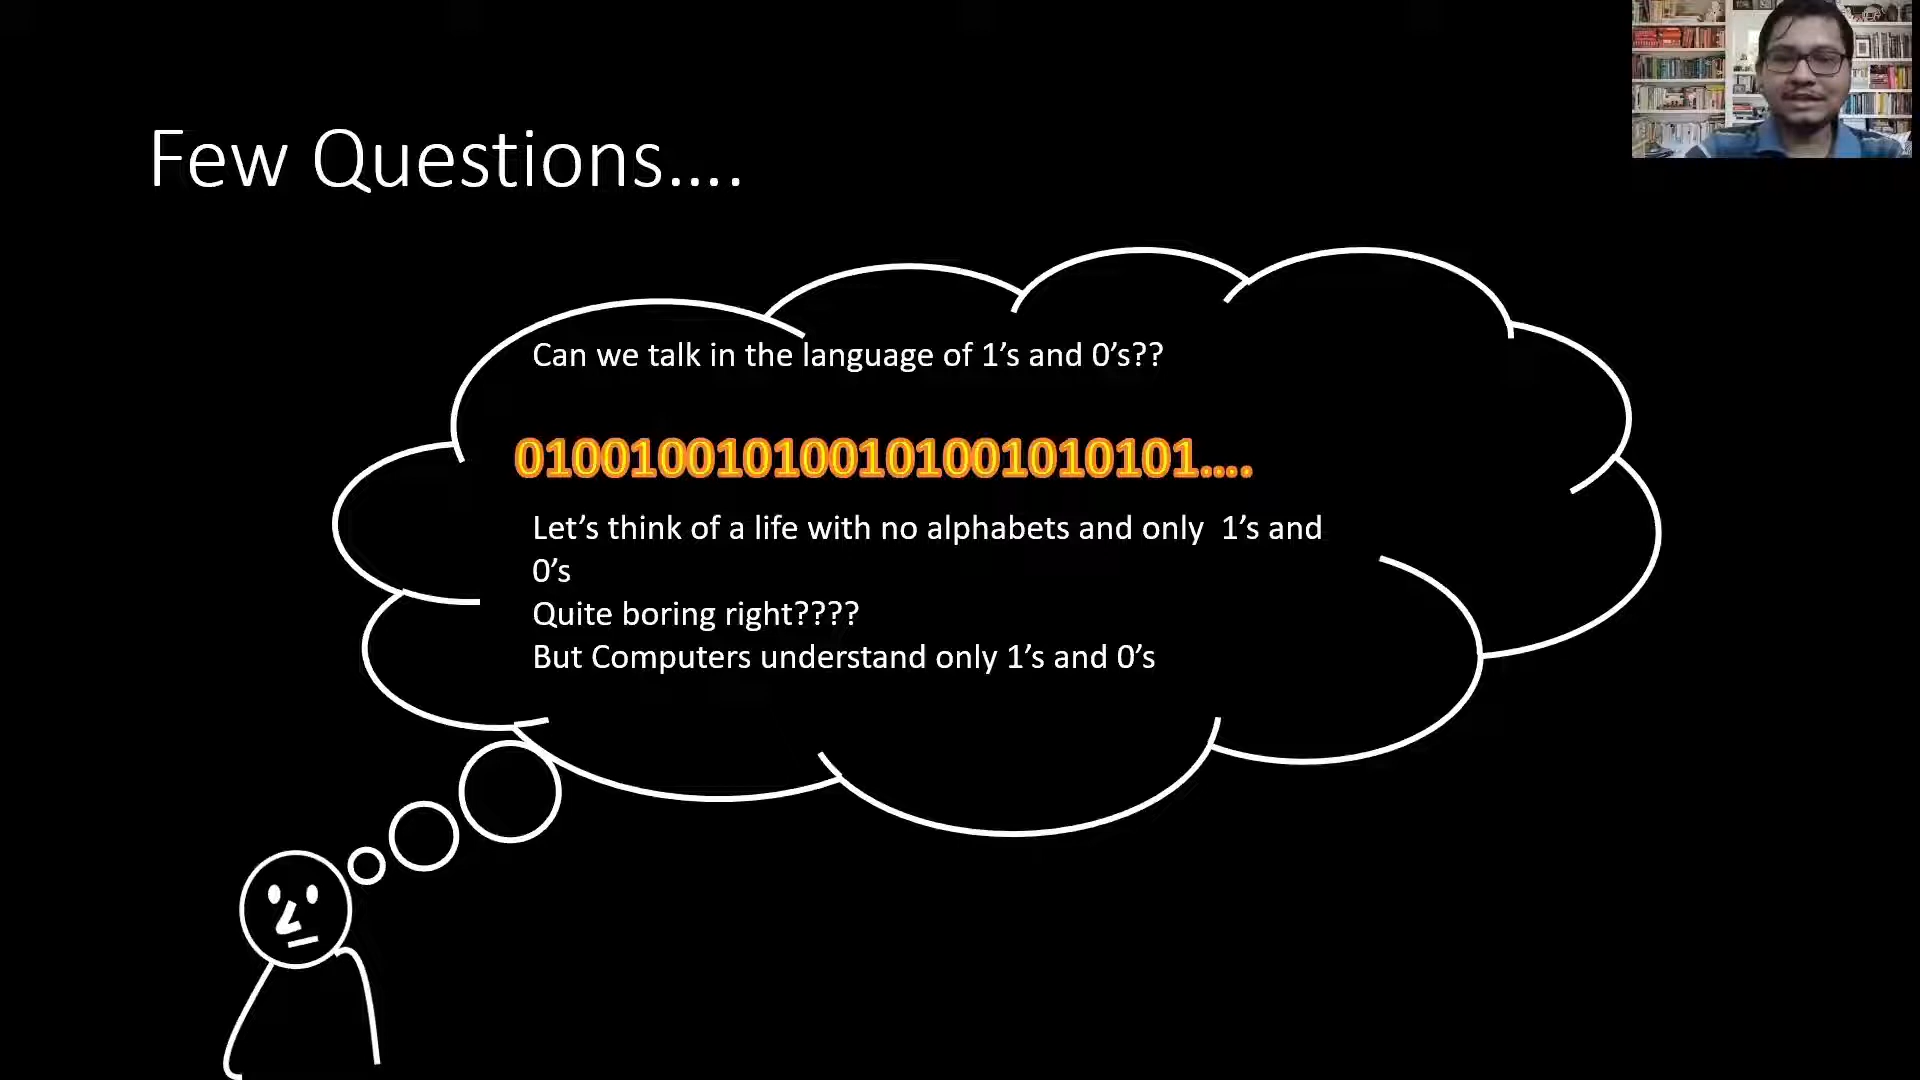 Few Questions....
Can we talk in the language of 1's and 0's??
01001001010010100101010101....
Let's think of a life with no alphabets and only  1's and
0's
Quite boring right????
But Computers understand only 1's and 0's